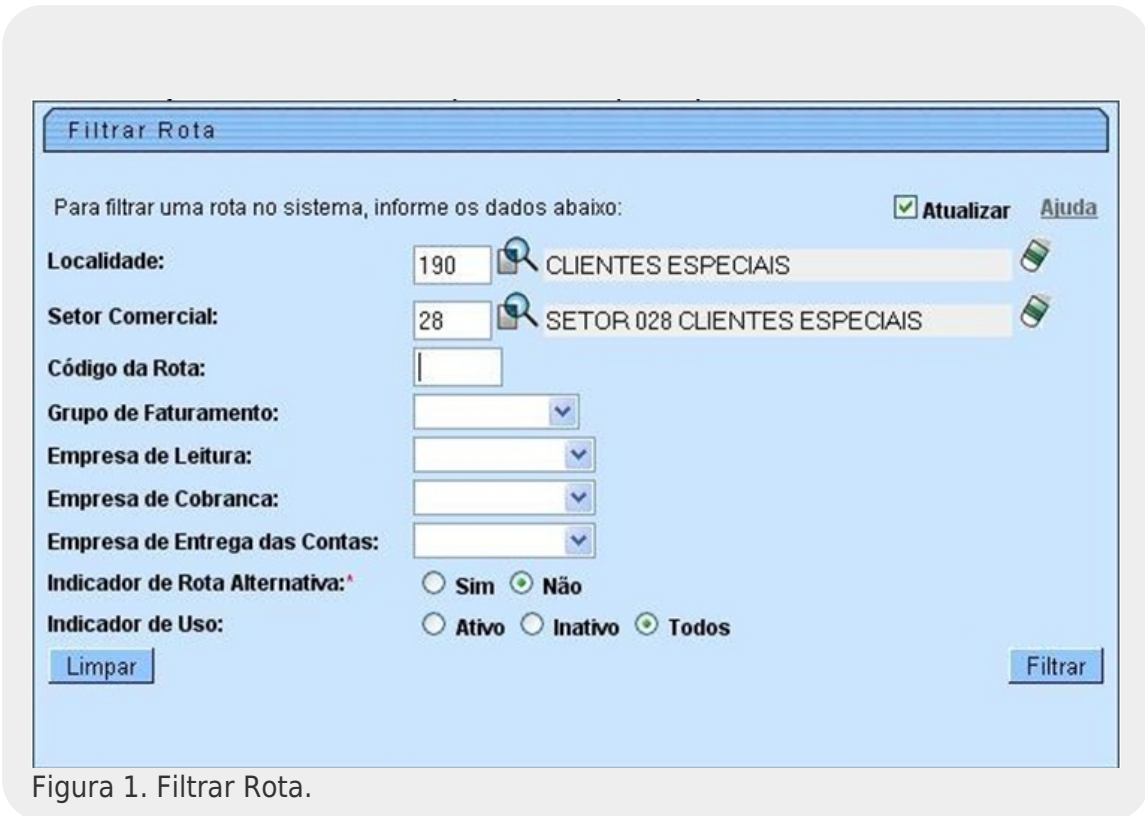 Filtrar Rota
Para filtrar uma rota no sistema, informe os dados abaixo: Atualizar Ajuda
Localidade: 190 CLIENTES ESPECIAIS
Setor Comercial: 28 SETOR 028 CLIENTES ESPECIAIS
Código da Rota:
Grupo de Faturamento:
Empresa de Leitura:
Empresa de Cobranca:
Empresa de Entrega das Contas:
Indicador de Rota Alternativa:* Sim Não
Indicador de Uso: Ativo Inativo Todos
Limpar Filtrar
Figura 1. Filtrar Rota.